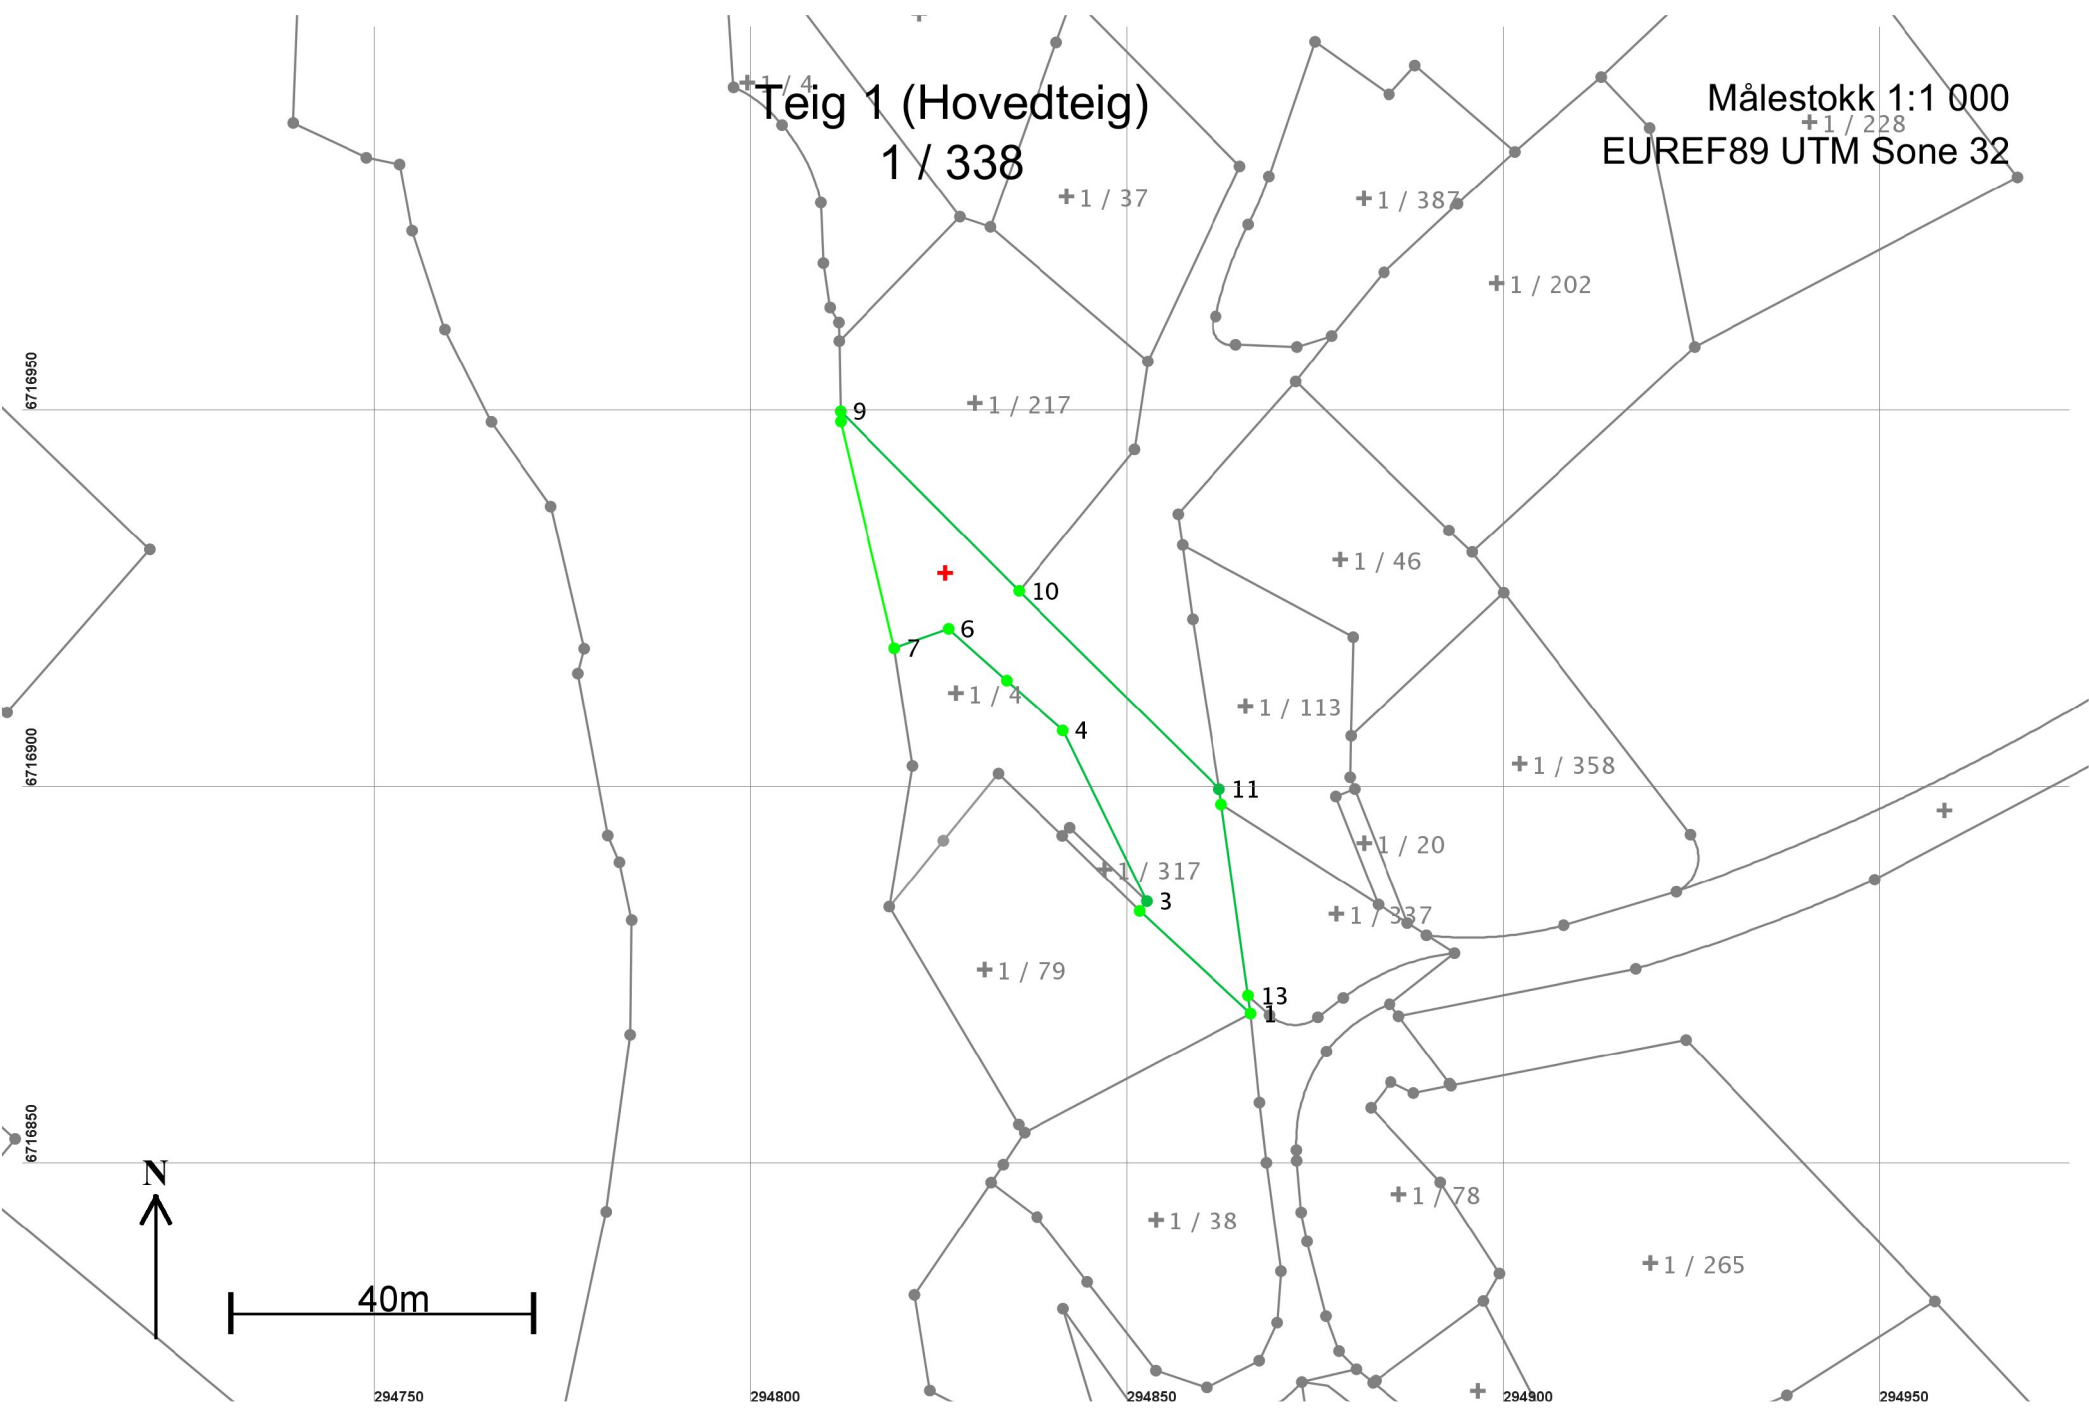 1 / 4
Teig 1 (Hovedteig)
1 / 338
Målestokk 1:1 000
1 / 228
EUREF89 UTM Sone 32
1 / 37
1 / 387
1 / 202
6716950
9
1 / 217
10
1 / 46
6
7
1 / 4
1 / 113
4
6716900
11
1 / 358
1 / 20
1 / 317
3
1 / 337
1 / 79
13
1
6716850
N
1 / 78
1 / 38
1 / 265
40m
294750
294800
294850
294900
294950